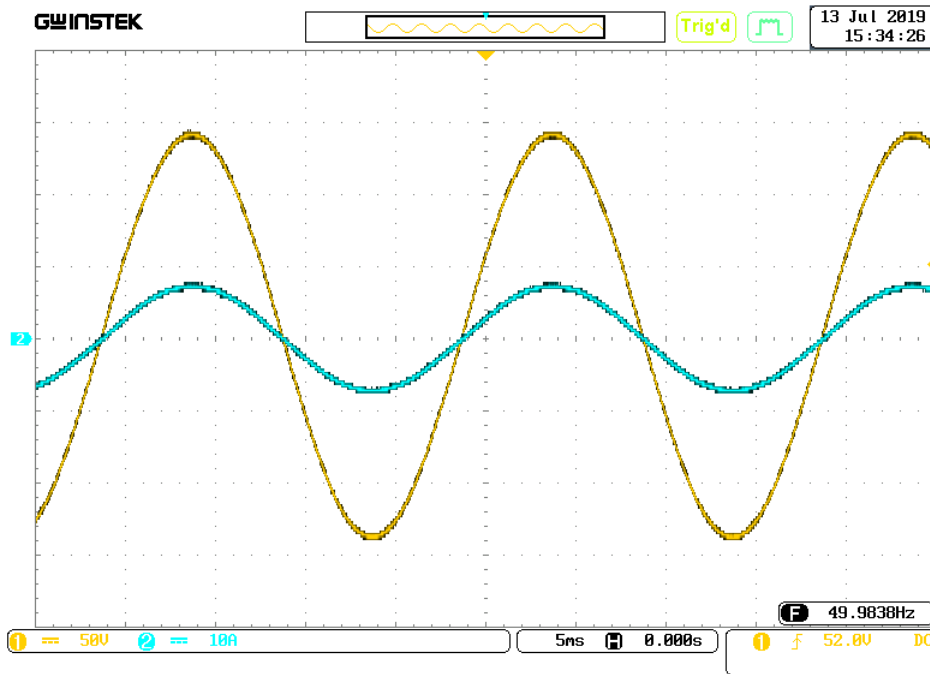 GWINSTEK
Trig'd
13 Jul 2019
15:34:26
2
F 49.9838Hz
1 50V 2 10A
5ms H 0.000s
1 52.0V DC